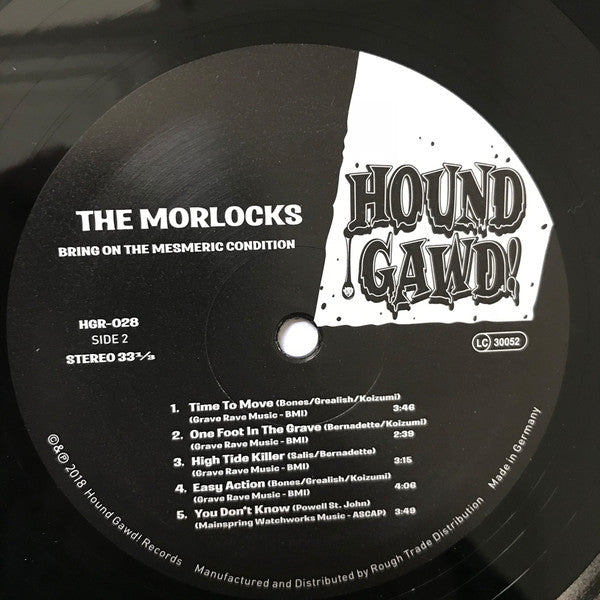 THE MORLOCKS
BRING ON THE MESMERIC CONDITION
HOUND
GAWD!
HGR-028
SIDE 2
STEREO 33⅓
LC 30052
1. Time To Move (Bones/Grealish/Koizumi)
(Grave Rave Music - BMI) 3:46
2. One Foot In The Grave (Bernadette/Koizumi)
(Grave Rave Music - BMI) 2:39
3. High Tide Killer (Salis/Bernadette)
(Grave Rave Music - BMI) 3:15
4. Easy Action (Bones/Grealish/Koizumi)
(Grave Rave Music - BMI) 4:06
5. You Don't Know (Powell St. John)
(Mainspring Watchworks Music - ASCAP) 3:49
©&℗ 2018 Hound Gawd! Records Manufactured and Distributed by Rough Trade Distribution Made in Germany